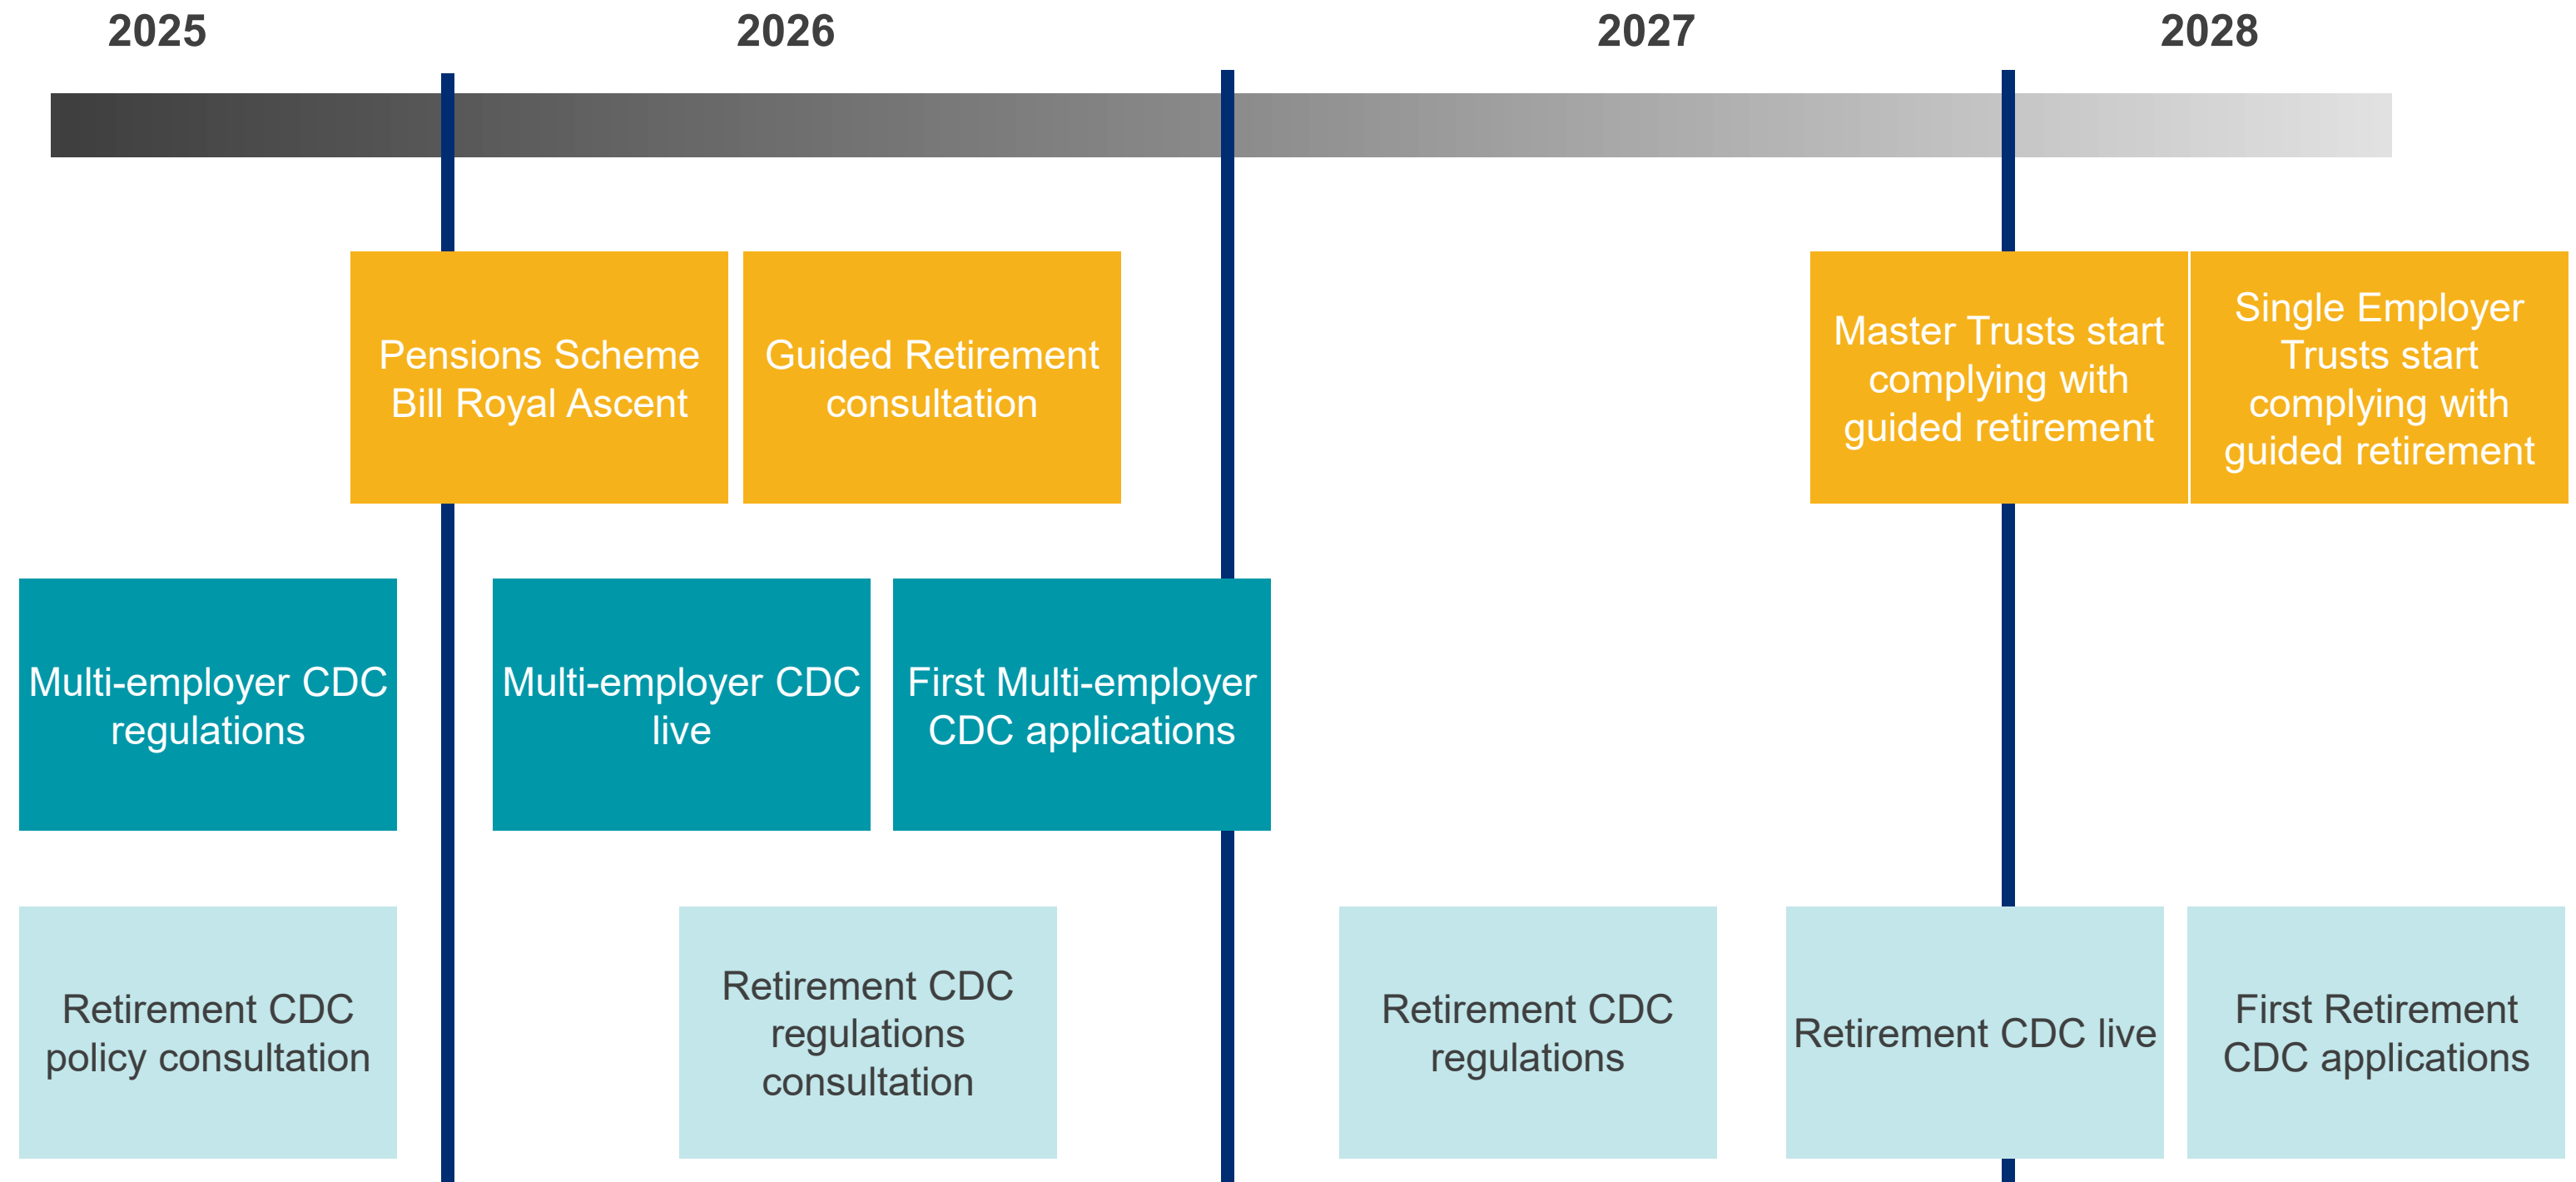 2025
2026
2027
2028
Pensions Scheme
Bill Royal Ascent
Guided Retirement
consultation
Master Trusts start
complying with
guided retirement
Single Employer
Trusts start
complying with
guided retirement
Multi-employer CDC
regulations
Multi-employer CDC
live
First Multi-employer
CDC applications
Retirement CDC
policy consultation
Retirement CDC
regulations
consultation
Retirement CDC
regulations
Retirement CDC live
First Retirement
CDC applications